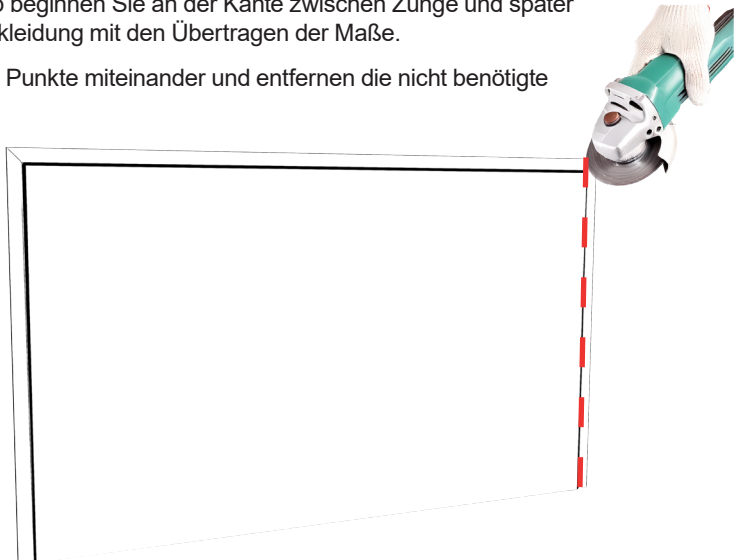 beginnen Sie an der Kante zwischen Zunge und später
kleidung mit den Übertragen der Maße.
Punkte miteinander und entfernen die nicht benötigte